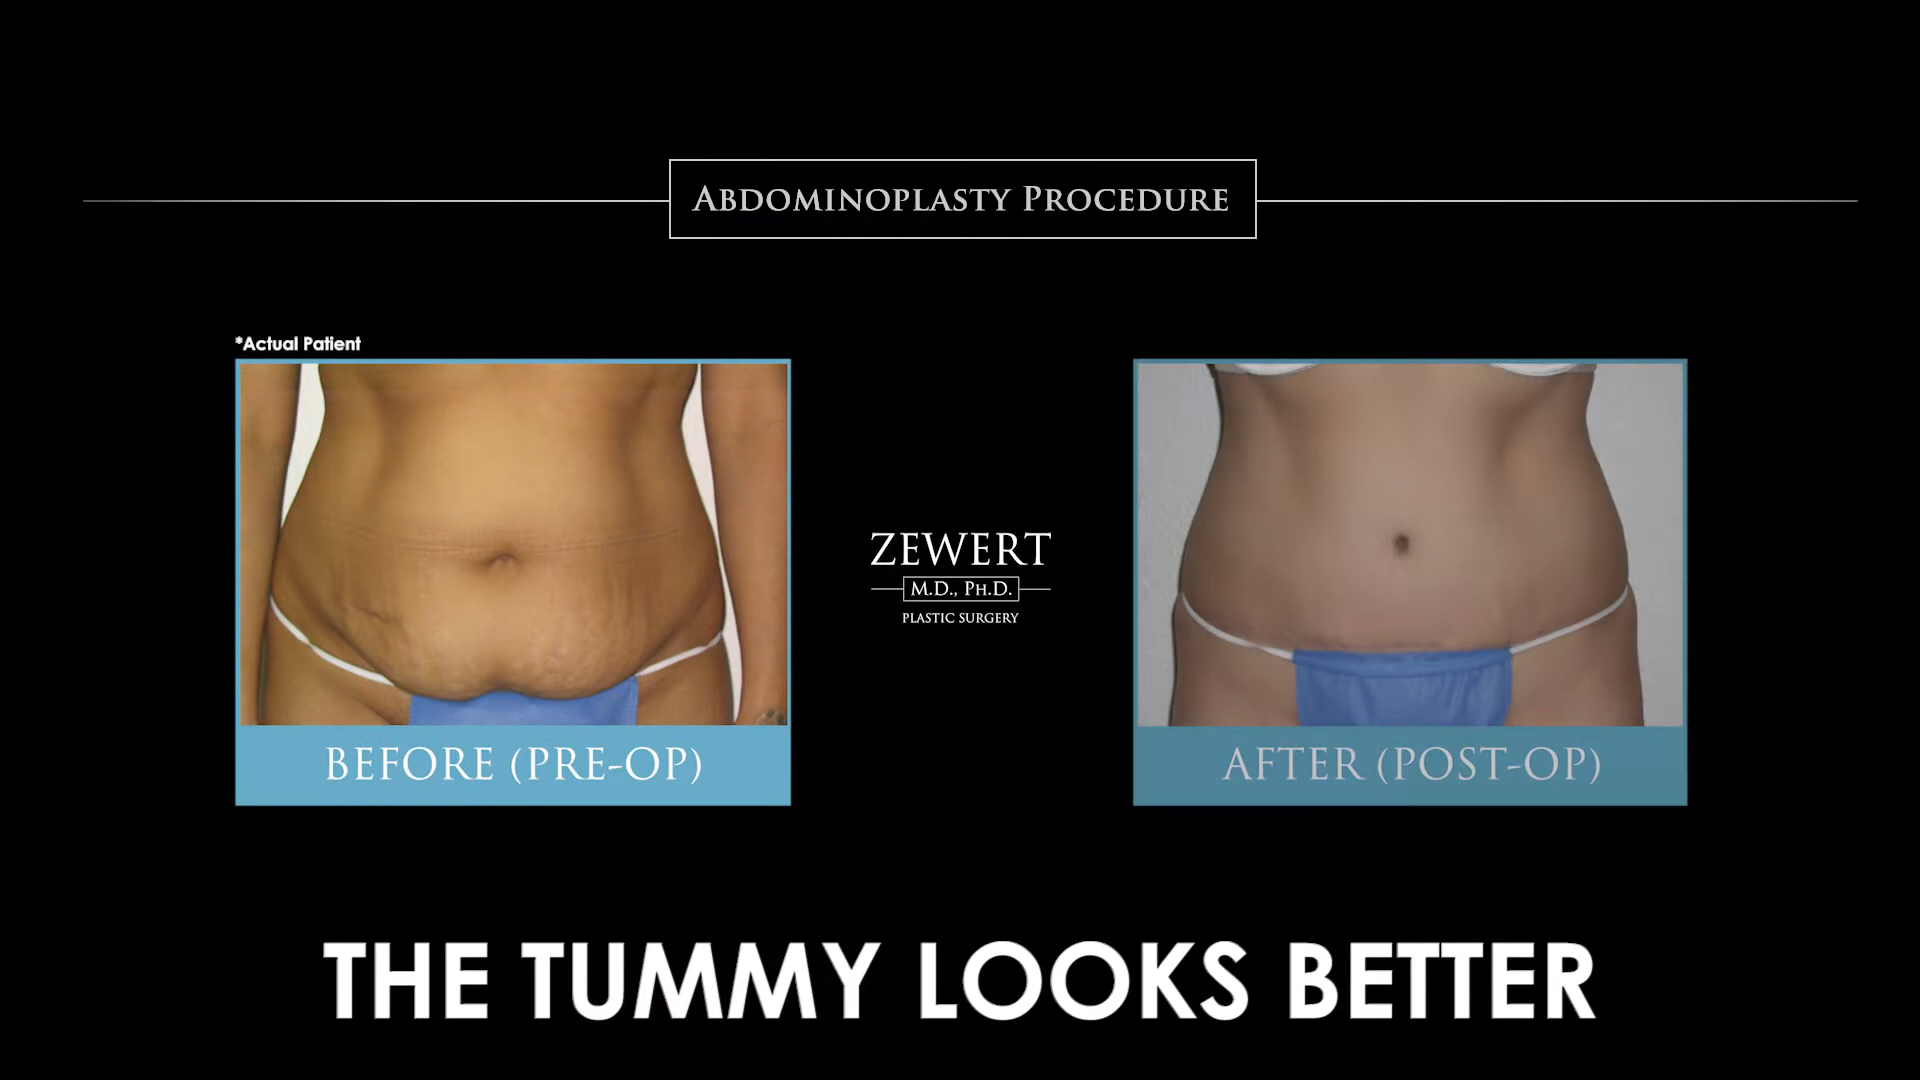 Abdominoplasty Procedure
*Actual Patient
ZEWERT
M.D., Ph.D.
PLASTIC SURGERY
BEFORE (PRE-OP)
AFTER (POST-OP)
THE TUMMY LOOKS BETTER